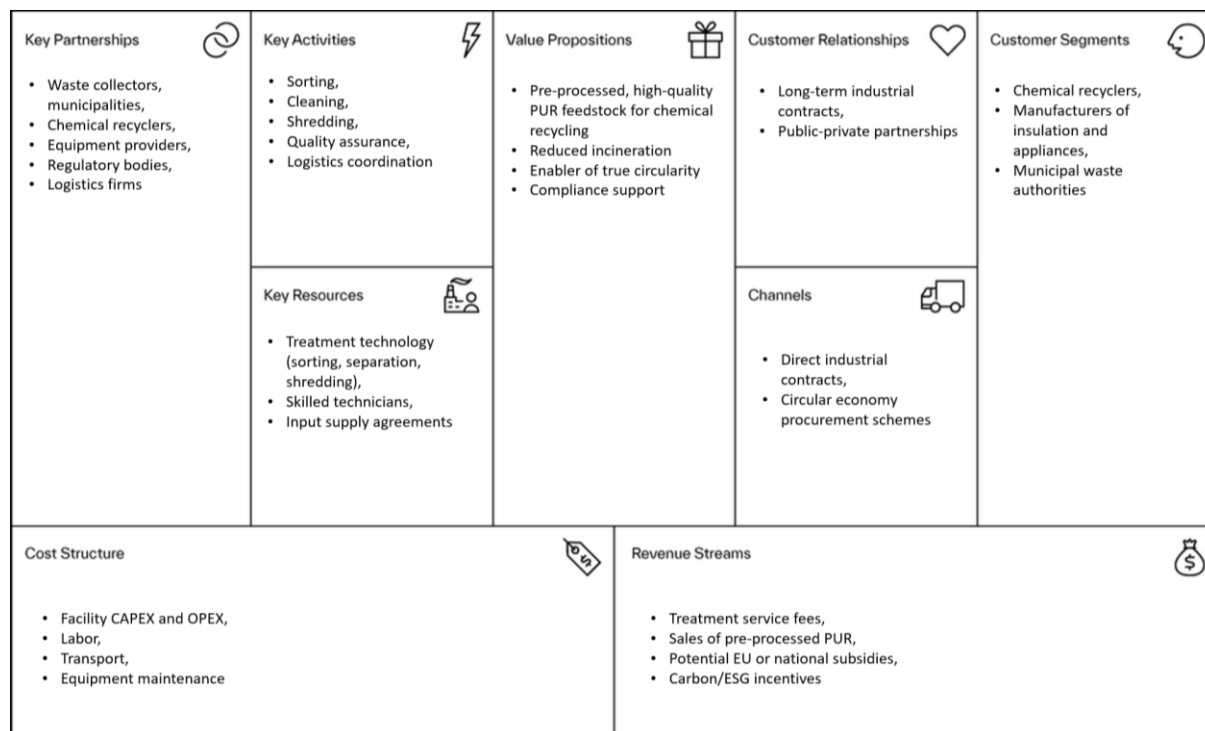 Key Partnerships
• Waste collectors,
municipalities,
• Chemical recyclers,
• Equipment providers,
• Regulatory bodies,
• Logistics firms
Key Activities
• Sorting,
• Cleaning,
• Shredding,
• Quality assurance,
• Logistics coordination
Key Resources
• Treatment technology
(sorting, separation,
shredding),
• Skilled technicians,
• Input supply agreements
Value Propositions
• Pre-processed, high-quality
PUR feedstock for chemical
recycling
• Reduced incineration
• Enabler of true circularity
• Compliance support
Customer Relationships
• Long-term industrial
contracts,
• Public-private partnerships
Channels
• Direct industrial
contracts,
• Circular economy
procurement schemes
Customer Segments
• Chemical recyclers,
• Manufacturers of
insulation and
appliances,
• Municipal waste
authorities
Cost Structure
• Facility CAPEX and OPEX,
• Labor,
• Transport,
• Equipment maintenance
Revenue Streams
• Treatment service fees,
• Sales of pre-processed PUR,
• Potential EU or national subsidies,
• Carbon/ESG incentives